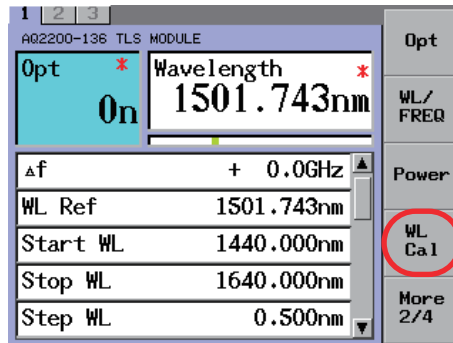 1 2 3
AQ2200-136 TLS MODULE
Opt *
On
Wavelength *
1501.743nm
△f + 0.0GHz
WL Ref 1501.743nm
Start WL 1440.000nm
Stop WL 1640.000nm
Step WL 0.500nm
Opt
WL/
FREQ
Power
WL
Cal
More
2/4